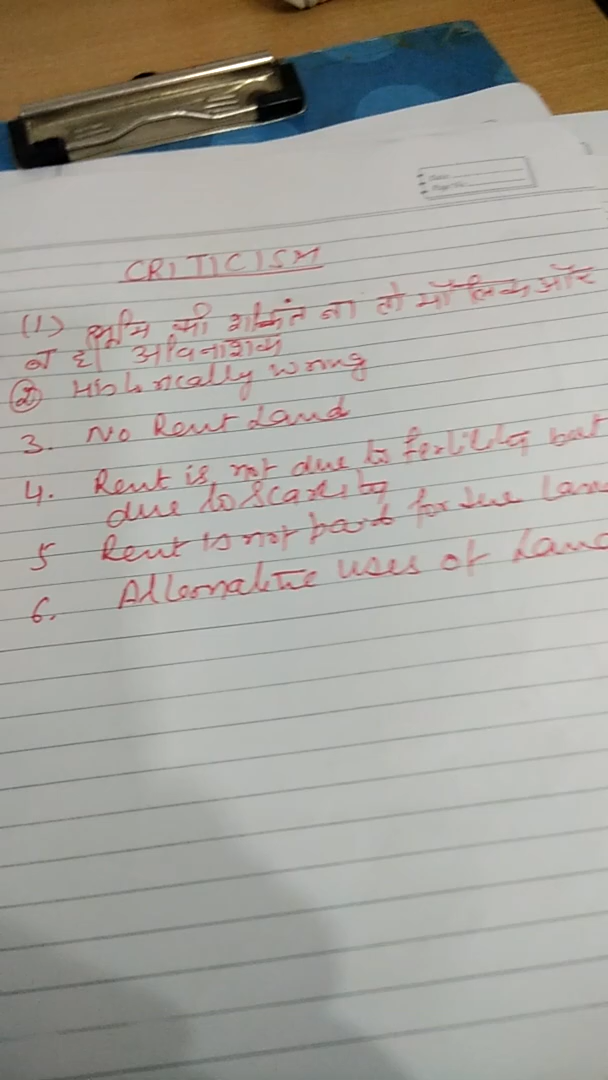 CRITICISM
(1) भूमि की शक्ति ना तो मौलिक और
न ही अविनाशक
② Historically wrong
3. No Rent Land
4. Rent is not due to fertility but
due to Scarcity
5 Rent is not paid for the
6. Alternative uses of Land